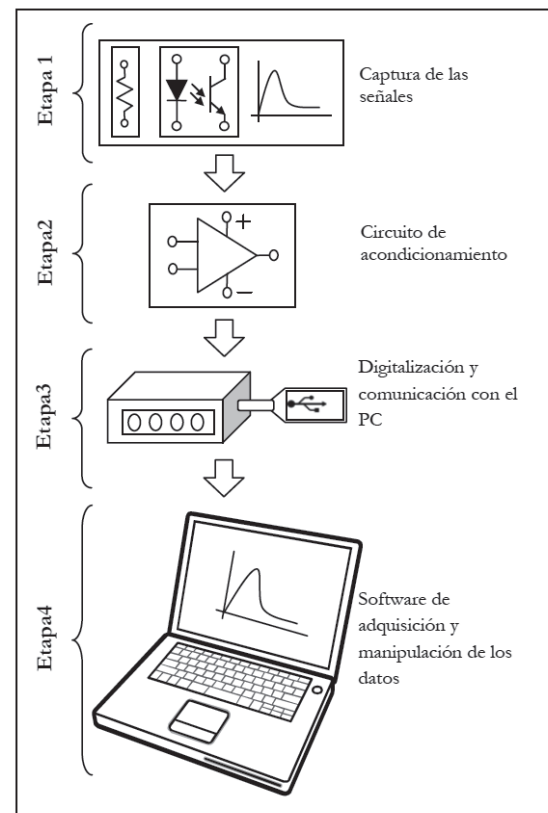 Etapa 1
Captura de las
señales
Etapa2
Circuito de
acondicionamiento
+
−
Etapa3
Digitalización y
comunicación con el
PC
Etapa4
Software de
adquisición y
manipulación de los
datos